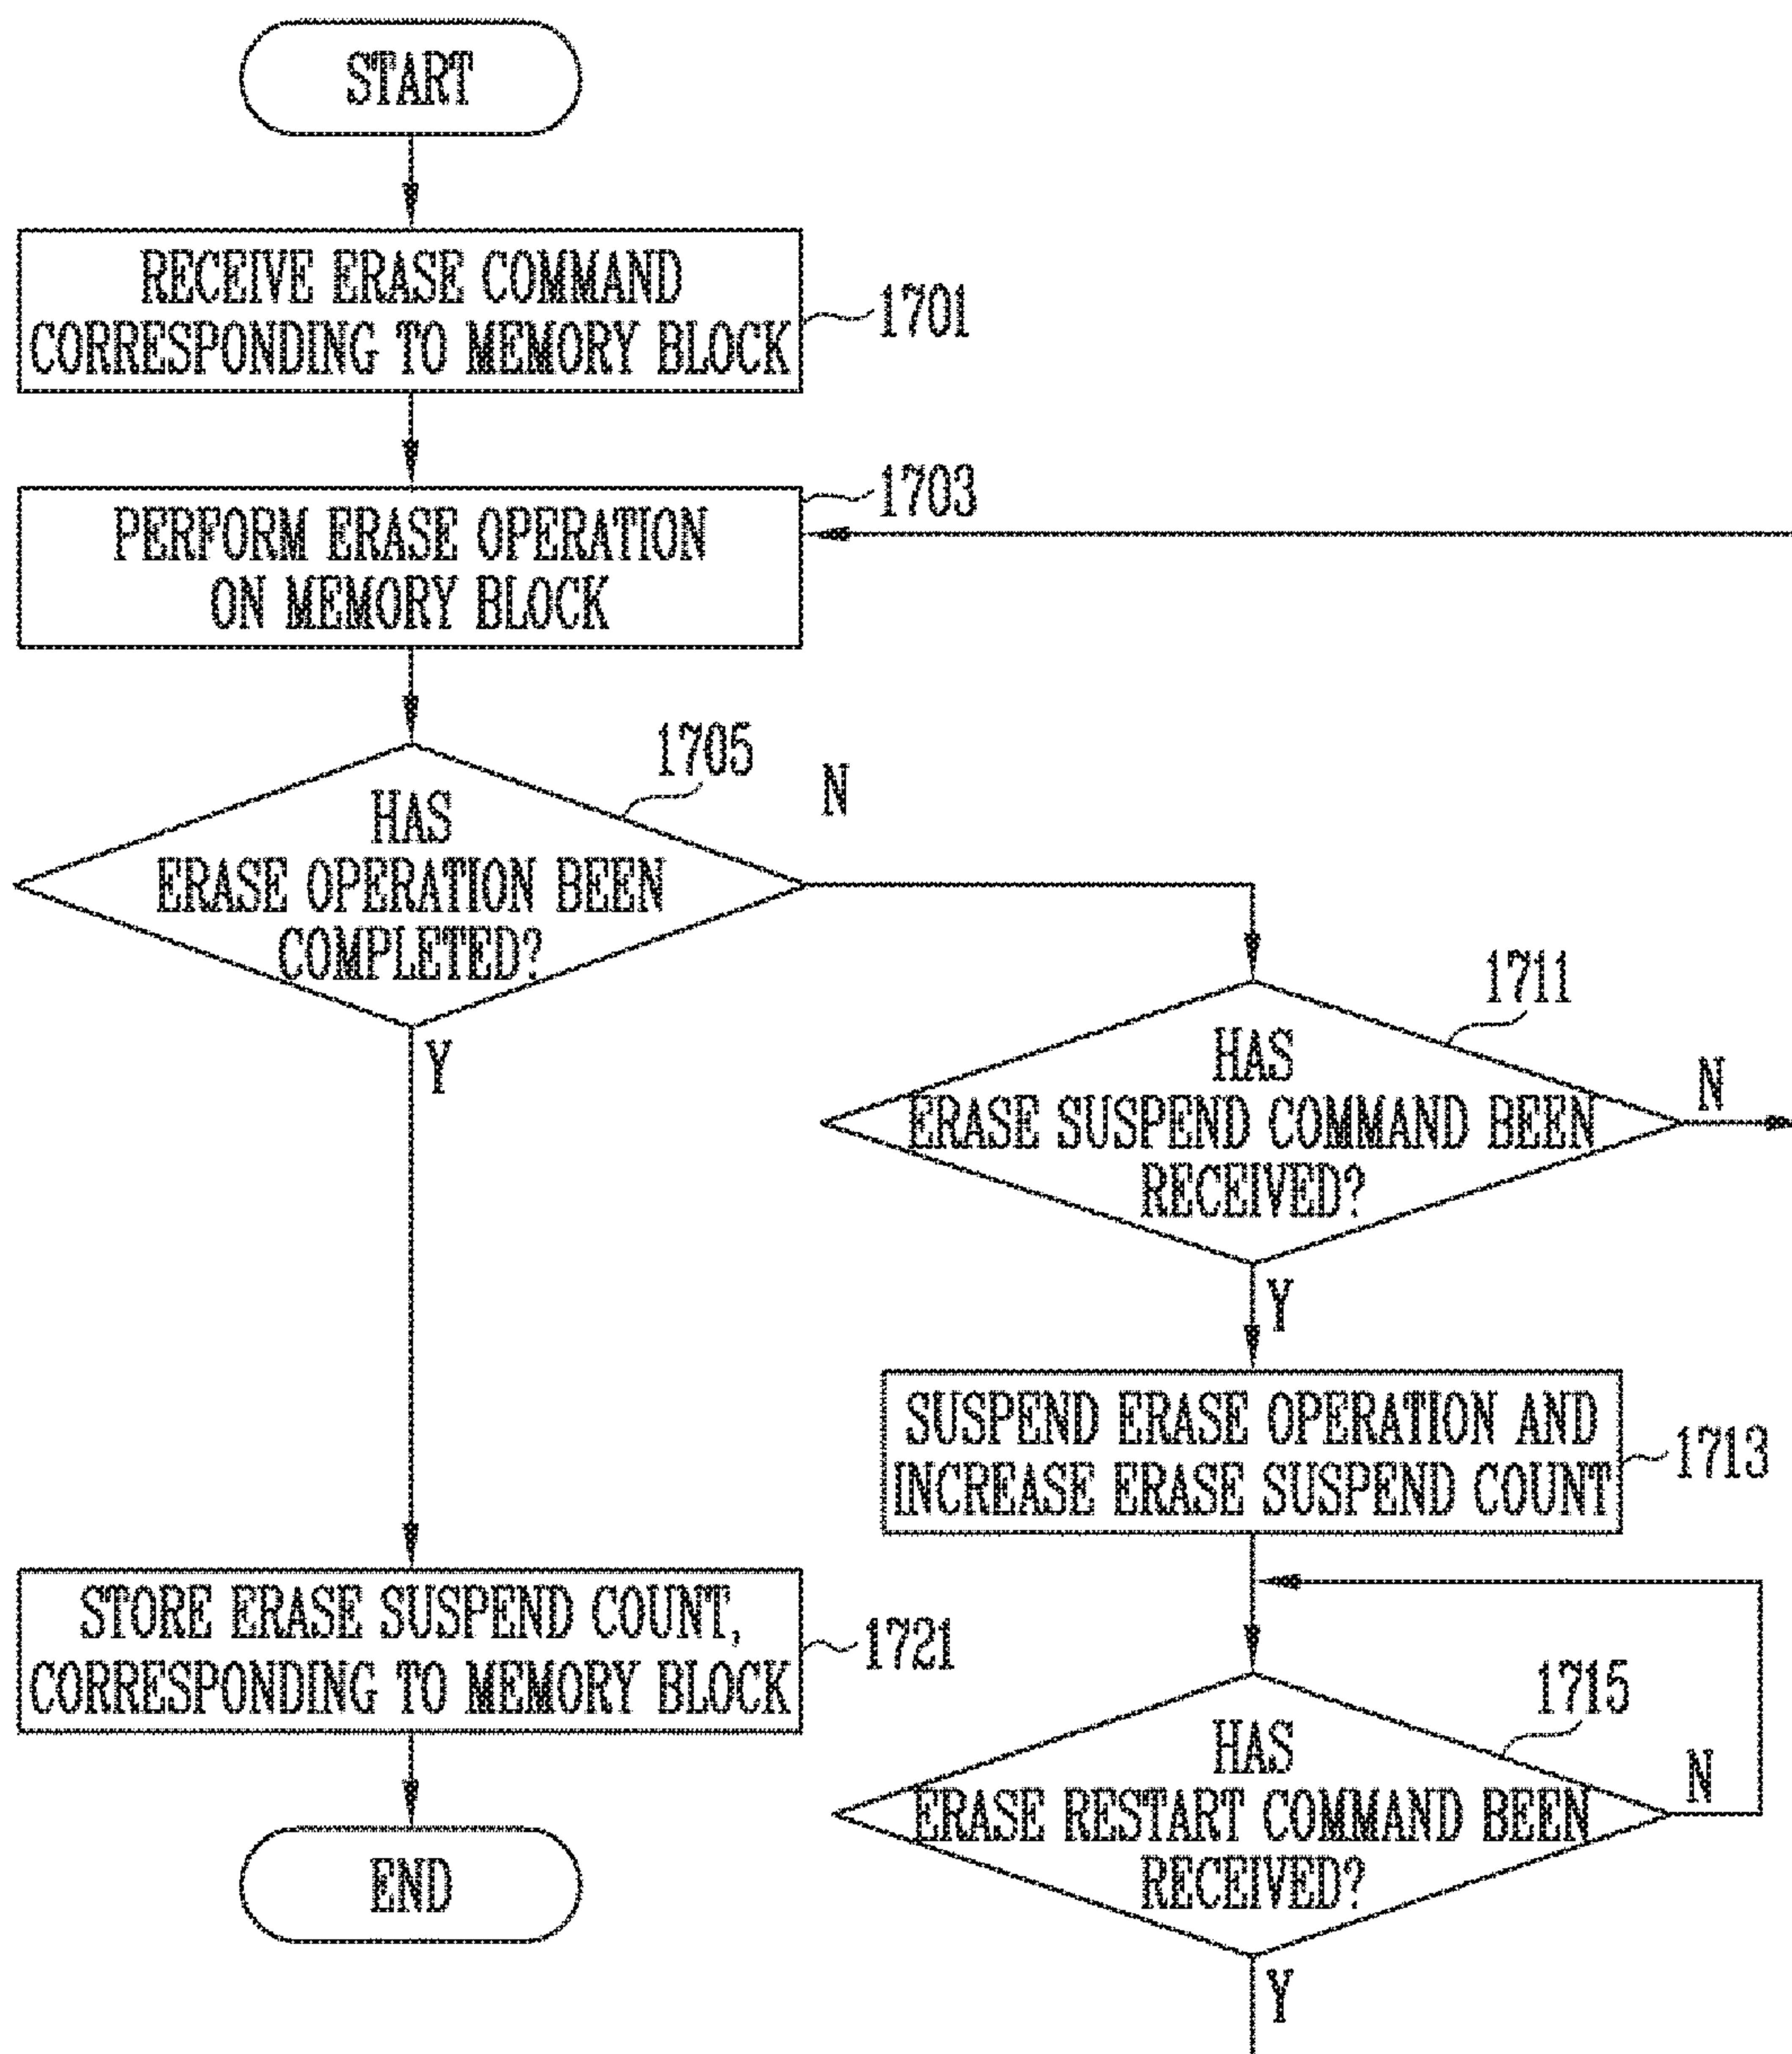 START
RECEIVE ERASE COMMAND
CORRESPONDING TO MEMORY BLOCK
1701
1703
PERFORM ERASE OPERATION
ON MEMORY BLOCK
1705
N
HAS
ERASE OPERATION BEEN
COMPLETED?
Y
1711
HAS
ERASE SUSPEND COMMAND BEEN
RECEIVED?
N
Y
SUSPEND ERASE OPERATION AND
INCREASE ERASE SUSPEND COUNT
1713
STORE ERASE SUSPEND COUNT,
CORRESPONDING TO MEMORY BLOCK
1721
1715
HAS
ERASE RESTART COMMAND BEEN
RECEIVED?
N
Y
END